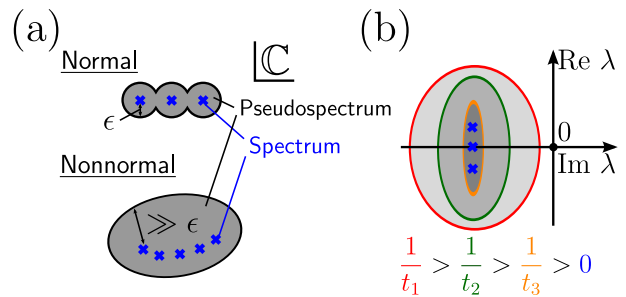 (a)
Normal
ℂ
ϵ
Pseudospectrum
Spectrum
Nonnormal
≫ ϵ
(b)
Re λ
0
Im λ
1/t₁ > 1/t₂ > 1/t₃ > 0